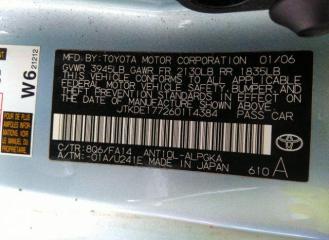 MFD. BY: TOYOTA MOTOR CORPORATION 01/06
GVWR 3945LB GAWR FR 2130LB RR 1835LB
THIS VEHICLE CONFORMS TO ALL APPLICABLE
FEDERAL MOTOR VEHICLE SAFETY, BUMPER, AND
THEFT PREVENTION STANDARDS IN EFFECT ON
THE DATE OF MANUFACTURE SHOWN ABOVE.
JTKDE177260114384 PASS CAR
C/TR: 8Q6/FA14 ANTI0L-ALPGKA
A/TM: -01A/U241E MADE IN JAPAN
610 A
W6
21212